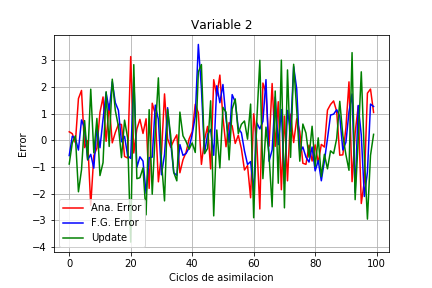 Variable 2
Error
3
2
1
0
−1
−2
−3
−4
Ana. Error
F.G. Error
Update
0
20
40
60
80
100
Ciclos de asimilacion